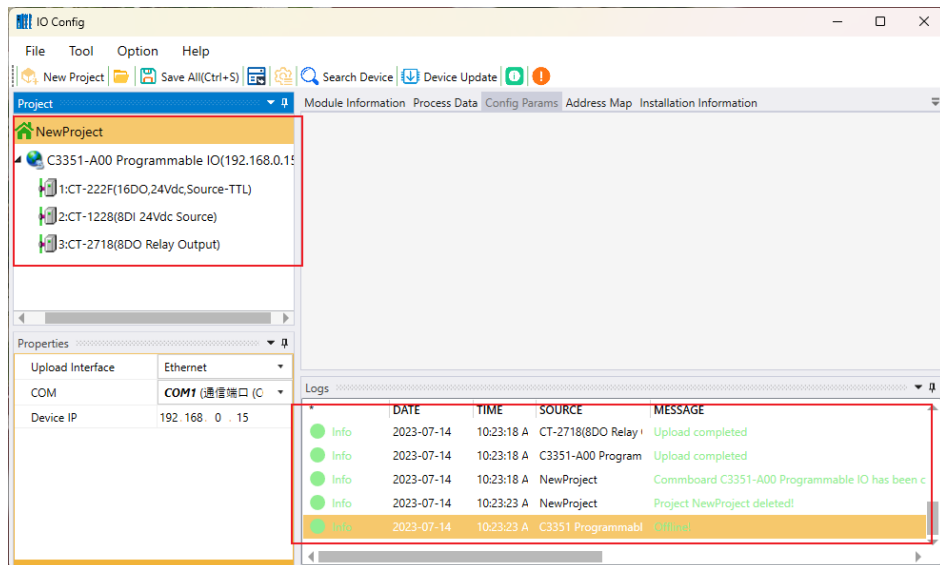 IO Config
File Tool Option Help
New Project Save All(Ctrl+S) Search Device Device Update
Project
Module Information Process Data Config Params Address Map Installation Information
NewProject
C3351-A00 Programmable IO(192.168.0.15
1:CT-222F(16DO,24Vdc,Source-TTL)
2:CT-1228(8DI 24Vdc Source)
3:CT-2718(8DO Relay Output)
Properties
Upload Interface Ethernet
COM COM1 (通信端口 (C
Device IP 192.168. 0 . 15
Logs
* DATE TIME SOURCE MESSAGE
Info 2023-07-14 10:23:18 A CT-2718(8DO Relay Upload completed
Info 2023-07-14 10:23:18 A C3351-A00 Program Upload completed
Info 2023-07-14 10:23:18 A NewProject Commboard C3351-A00 Programmable IO has been c
Info 2023-07-14 10:23:23 A NewProject Project NewProject deleted!
Info 2023-07-14 10:23:23 A C3351 Programmabl Offline!